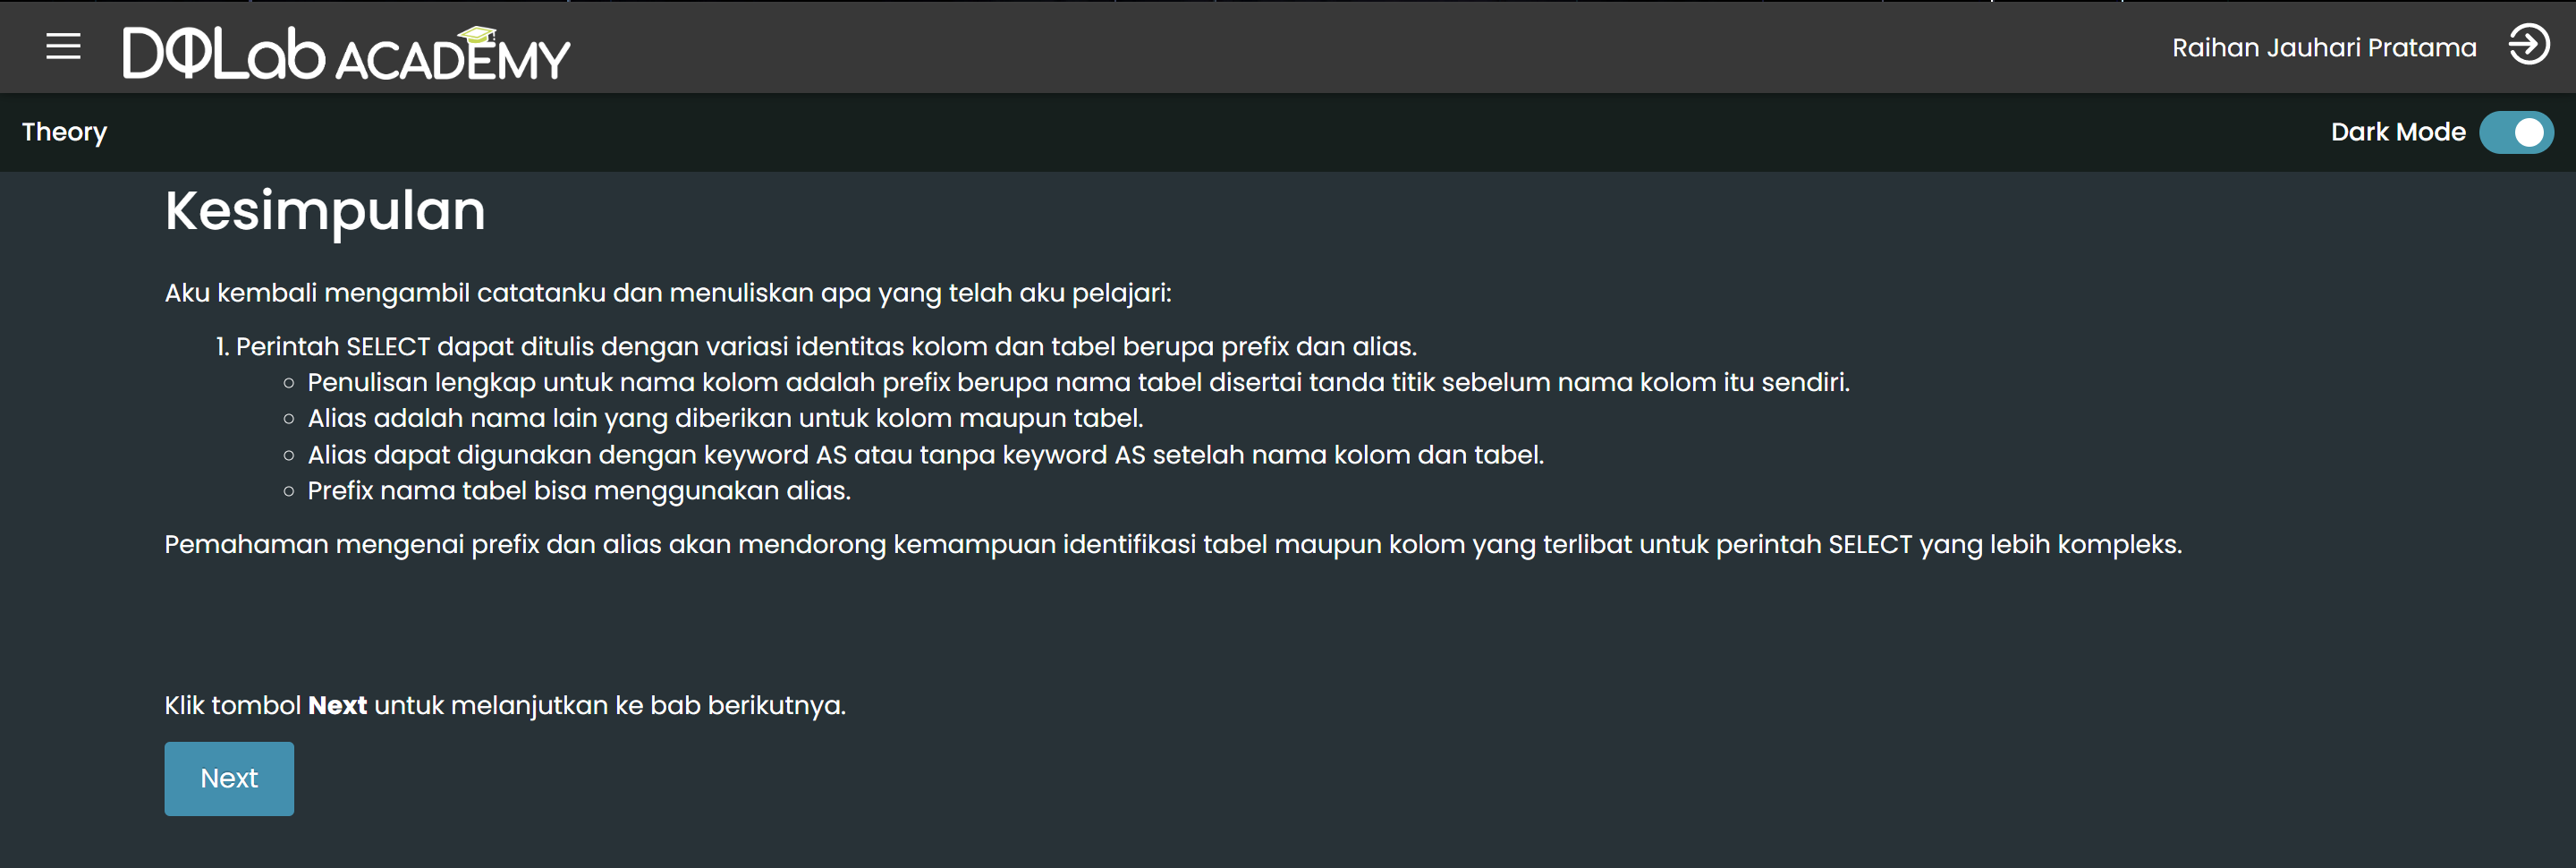 DQLab ACADEMY
Raihan Jauhari Pratama
Theory
Dark Mode
Kesimpulan
Aku kembali mengambil catatanku dan menuliskan apa yang telah aku pelajari:
1. Perintah SELECT dapat ditulis dengan variasi identitas kolom dan tabel berupa prefix dan alias.
○ Penulisan lengkap untuk nama kolom adalah prefix berupa nama tabel disertai tanda titik sebelum nama kolom itu sendiri.
○ Alias adalah nama lain yang diberikan untuk kolom maupun tabel.
○ Alias dapat digunakan dengan keyword AS atau tanpa keyword AS setelah nama kolom dan tabel.
○ Prefix nama tabel bisa menggunakan alias.
Pemahaman mengenai prefix dan alias akan mendorong kemampuan identifikasi tabel maupun kolom yang terlibat untuk perintah SELECT yang lebih kompleks.
Klik tombol Next untuk melanjutkan ke bab berikutnya.
Next